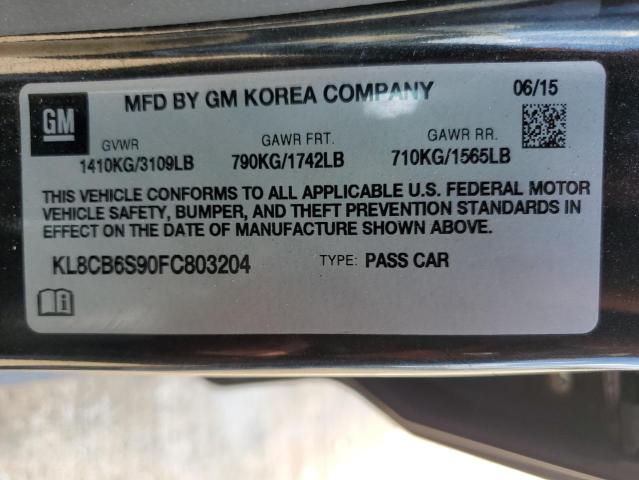 MFD BY GM KOREA COMPANY 06/15
GM
GVWR GAWR FRT. GAWR RR.
1410KG/3109LB 790KG/1742LB 710KG/1565LB
THIS VEHICLE CONFORMS TO ALL APPLICABLE U.S. FEDERAL MOTOR
VEHICLE SAFETY, BUMPER, AND THEFT PREVENTION STANDARDS IN
EFFECT ON THE DATE OF MANUFACTURE SHOWN ABOVE.
KL8CB6S90FC803204 TYPE: PASS CAR